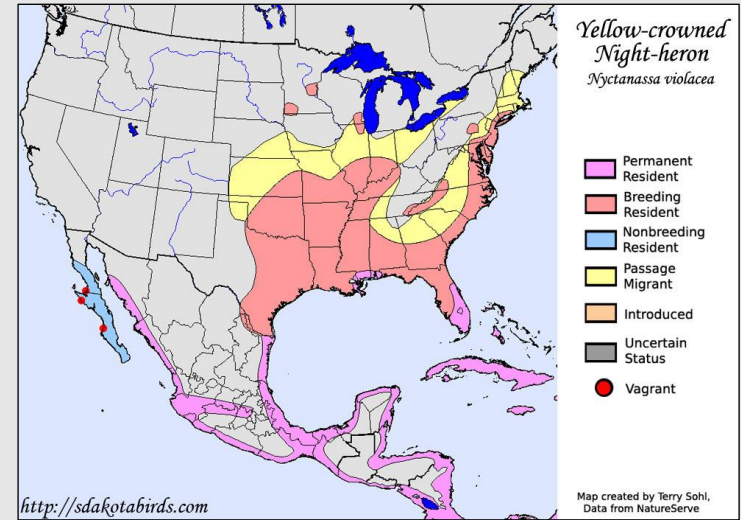 Yellow-crowned
Night-heron
Nyctanassa violacea
Permanent
Resident
Breeding
Resident
Nonbreeding
Resident
Passage
Migrant
Introduced
Uncertain
Status
Vagrant
Map created by Terry Sohl,
Data from NatureServe
http://sdakotabirds.com